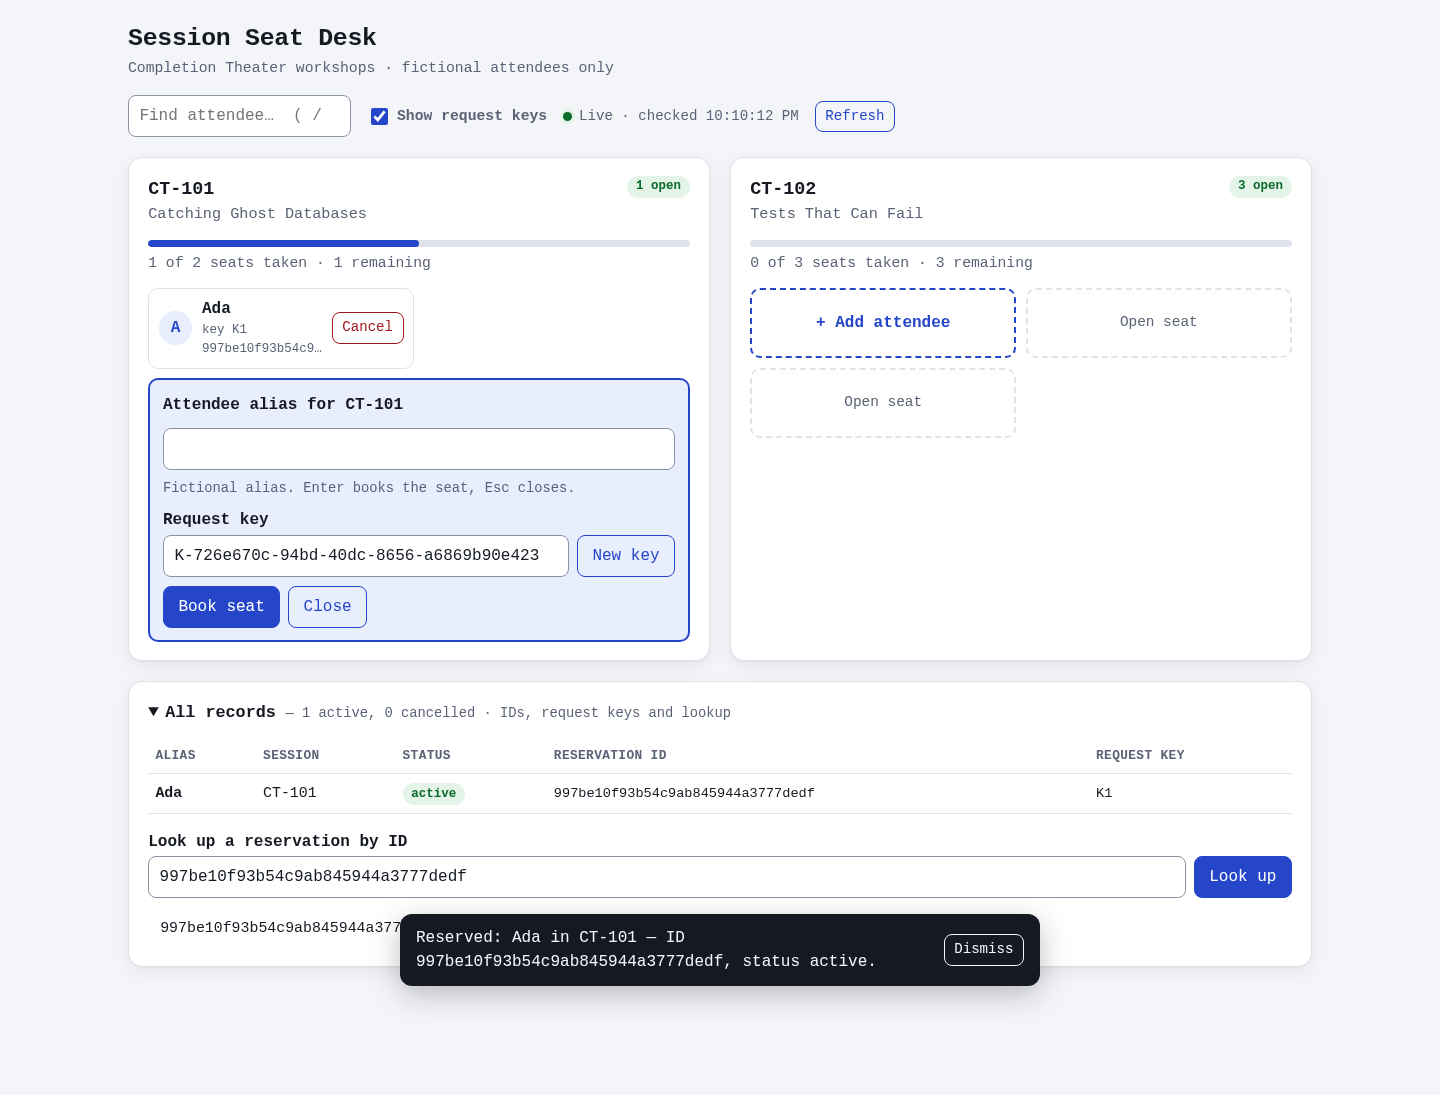 Session Seat Desk
Completion Theater workshops · fictional attendees only
Find attendee… ( /
Show request keys
Live · checked 10:10:12 PM
Refresh
CT-101
1 open
Catching Ghost Databases
1 of 2 seats taken · 1 remaining
A
Ada
key K1
997be10f93b54c9…
Cancel
Attendee alias for CT-101
Fictional alias. Enter books the seat, Esc closes.
Request key
K-726e670c-94bd-40dc-8656-a6869b90e423
New key
Book seat
Close
CT-102
3 open
Tests That Can Fail
0 of 3 seats taken · 3 remaining
+ Add attendee
Open seat
Open seat
▼ All records — 1 active, 0 cancelled · IDs, request keys and lookup
ALIAS SESSION STATUS RESERVATION ID REQUEST KEY
Ada CT-101 active 997be10f93b54c9ab845944a3777dedf K1
Look up a reservation by ID
997be10f93b54c9ab845944a3777dedf
Look up
997be10f93b54c9ab845944a377
Reserved: Ada in CT-101 — ID
997be10f93b54c9ab845944a3777dedf, status active.
Dismiss